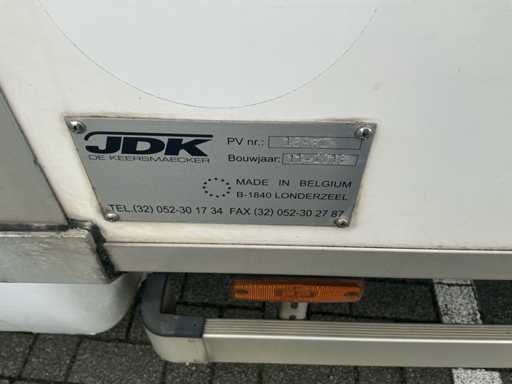 JDK
DE KEERSMAECKER
PV nr.:
Bouwjaar:
MADE IN BELGIUM
B-1840 LONDERZEEL
TEL.(32) 052-30 17 34 FAX (32) 052-30 27 87